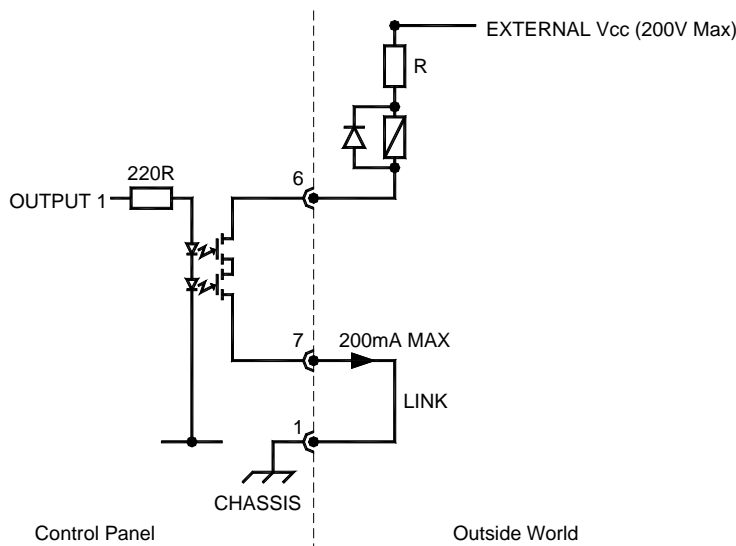 EXTERNAL Vcc (200V Max)
R
220R
6
OUTPUT 1
7
200mA MAX
LINK
1
CHASSIS
Control Panel
Outside World